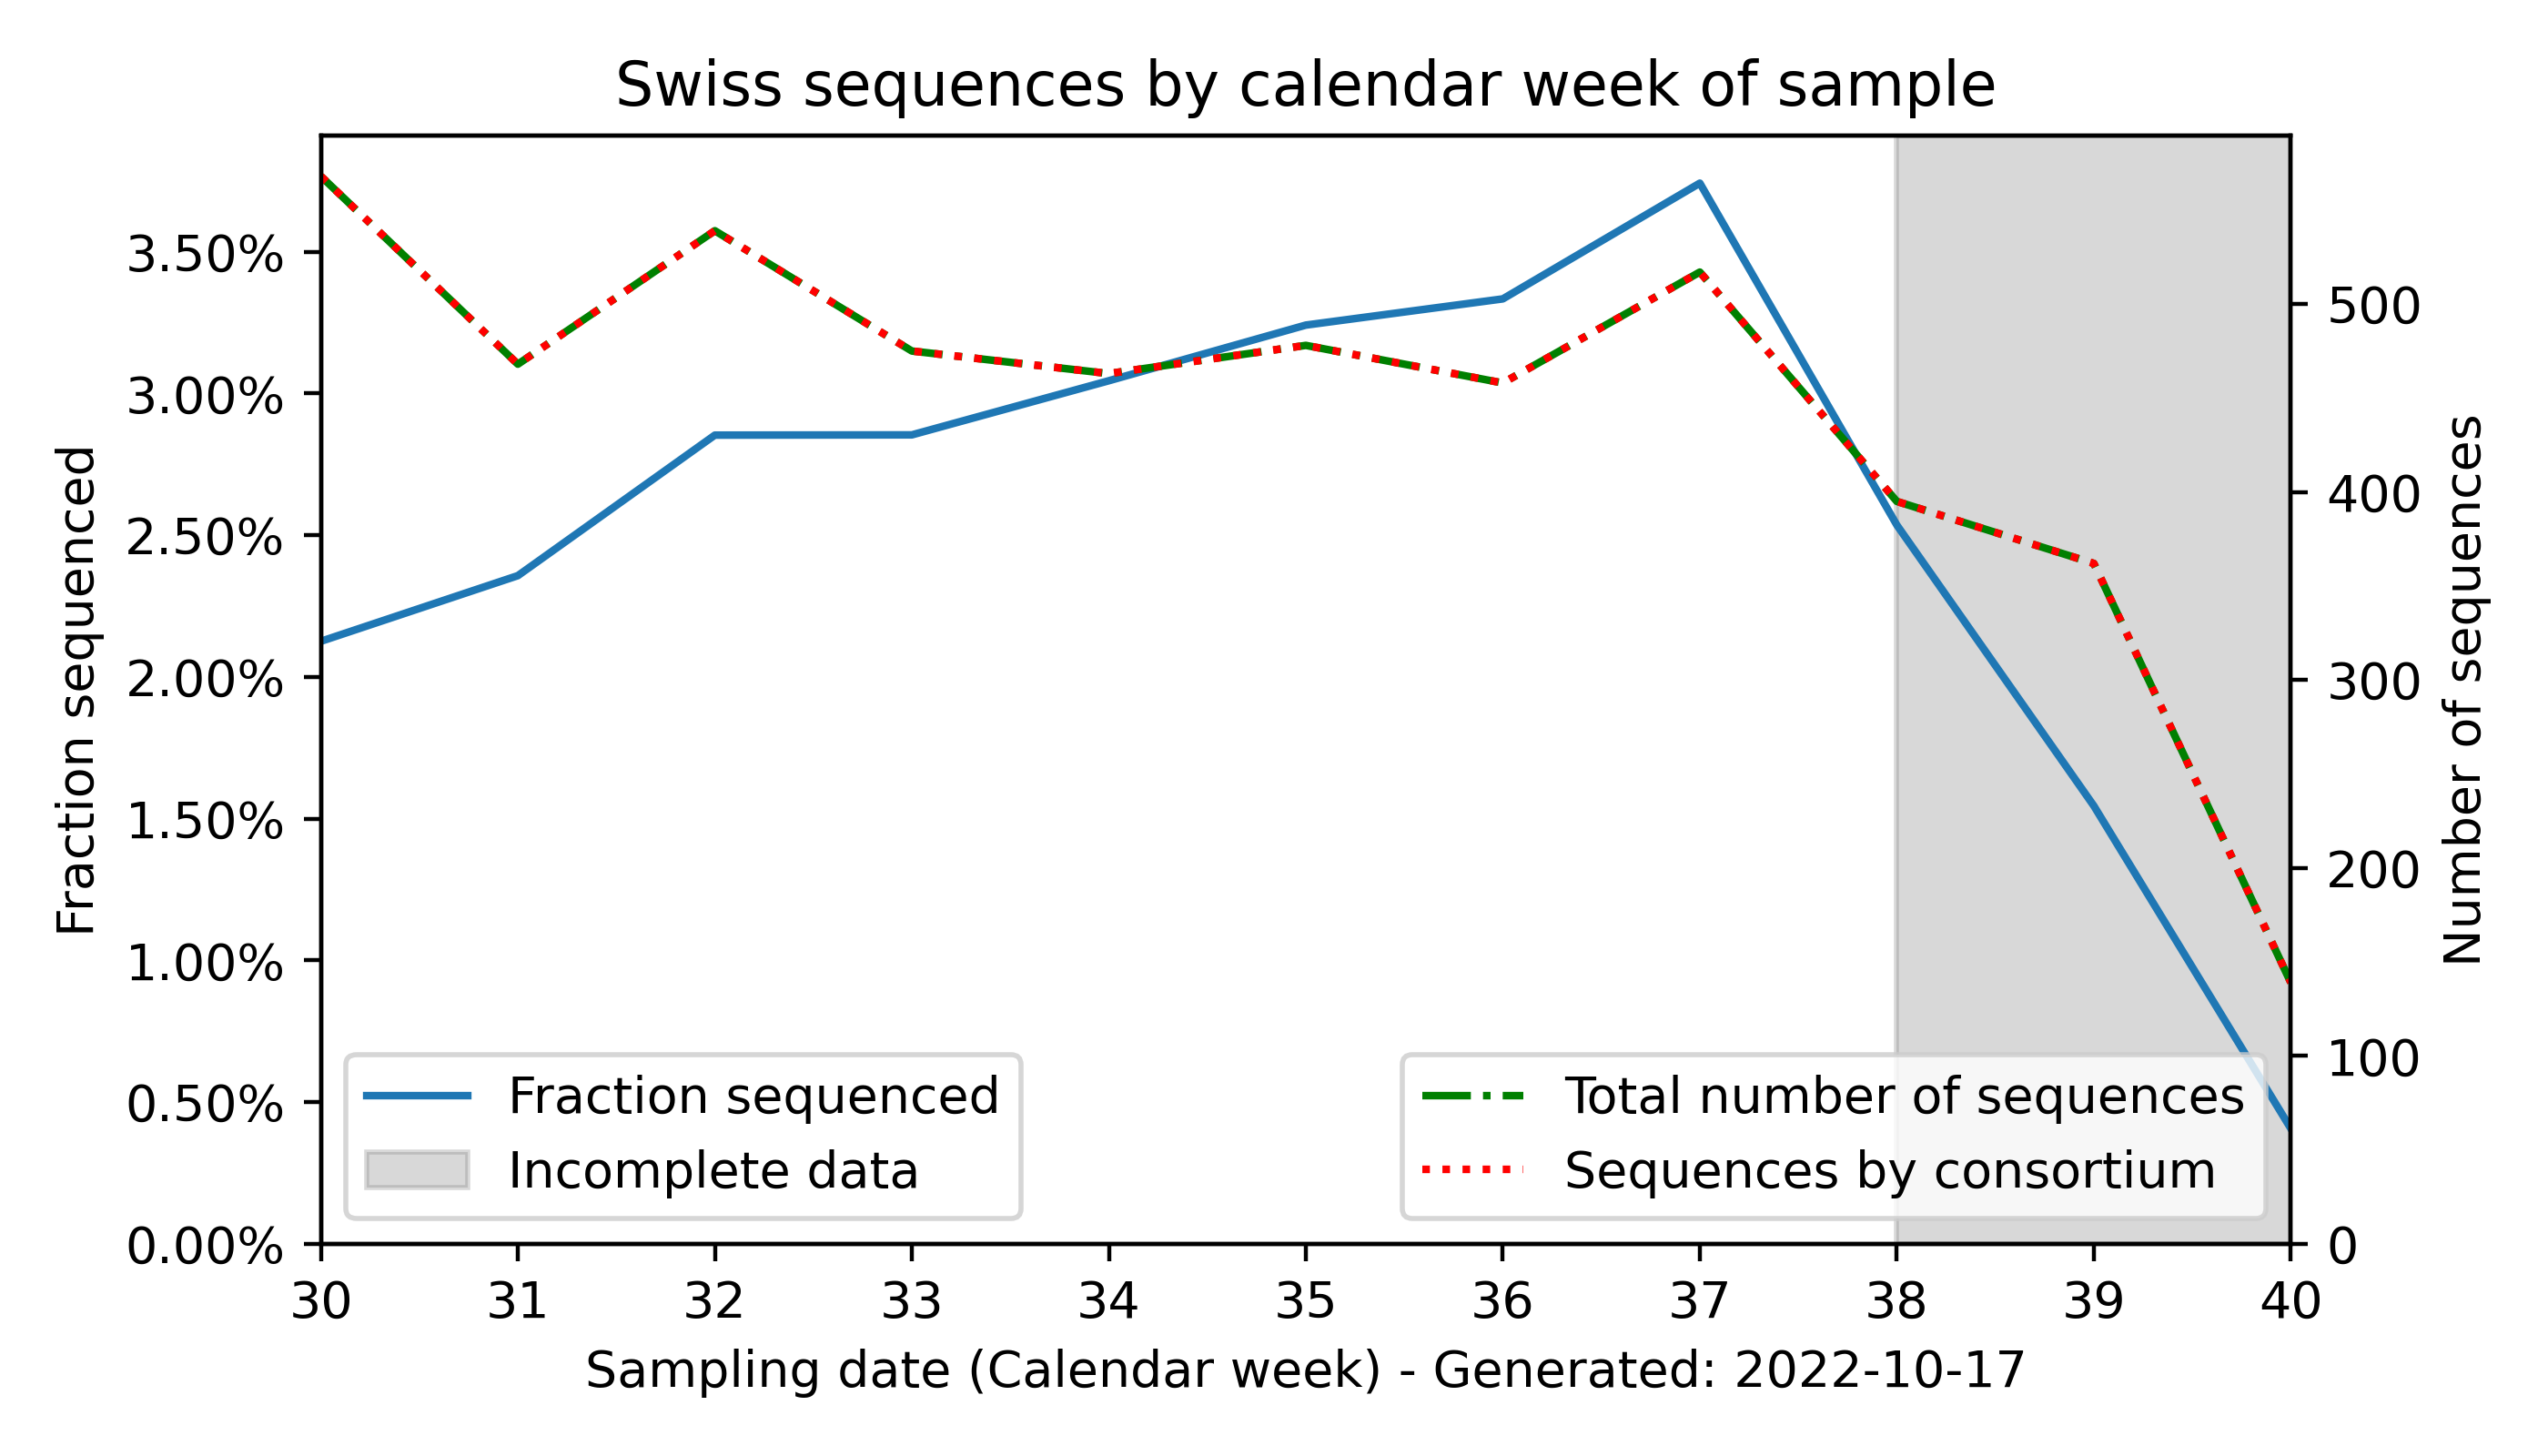 Swiss sequences by calendar week of sample
Fraction sequenced
3.50%
3.00%
2.50%
2.00%
1.50%
1.00%
0.50%
0.00%
500
400
300
200
100
0
Number of sequences
Fraction sequenced
Incomplete data
Total number of sequences
Sequences by consortium
30 31 32 33 34 35 36 37 38 39 40
Sampling date (Calendar week) - Generated: 2022-10-17